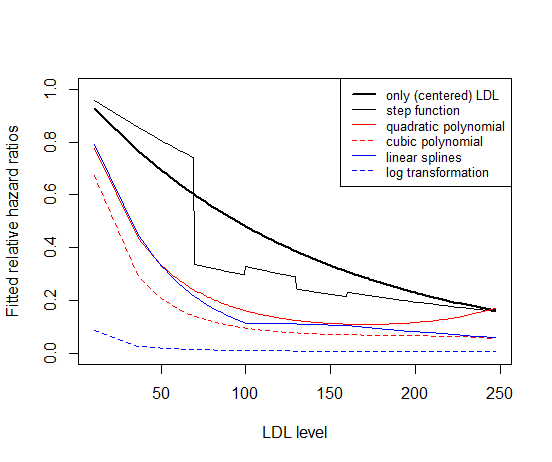 only (centered) LDL
step function
quadratic polynomial
cubic polynomial
linear splines
log transformation
Fitted relative hazzard ratios
1.0
0.8
0.6
0.4
0.2
0.0
50
100
150
200
250
LDL level